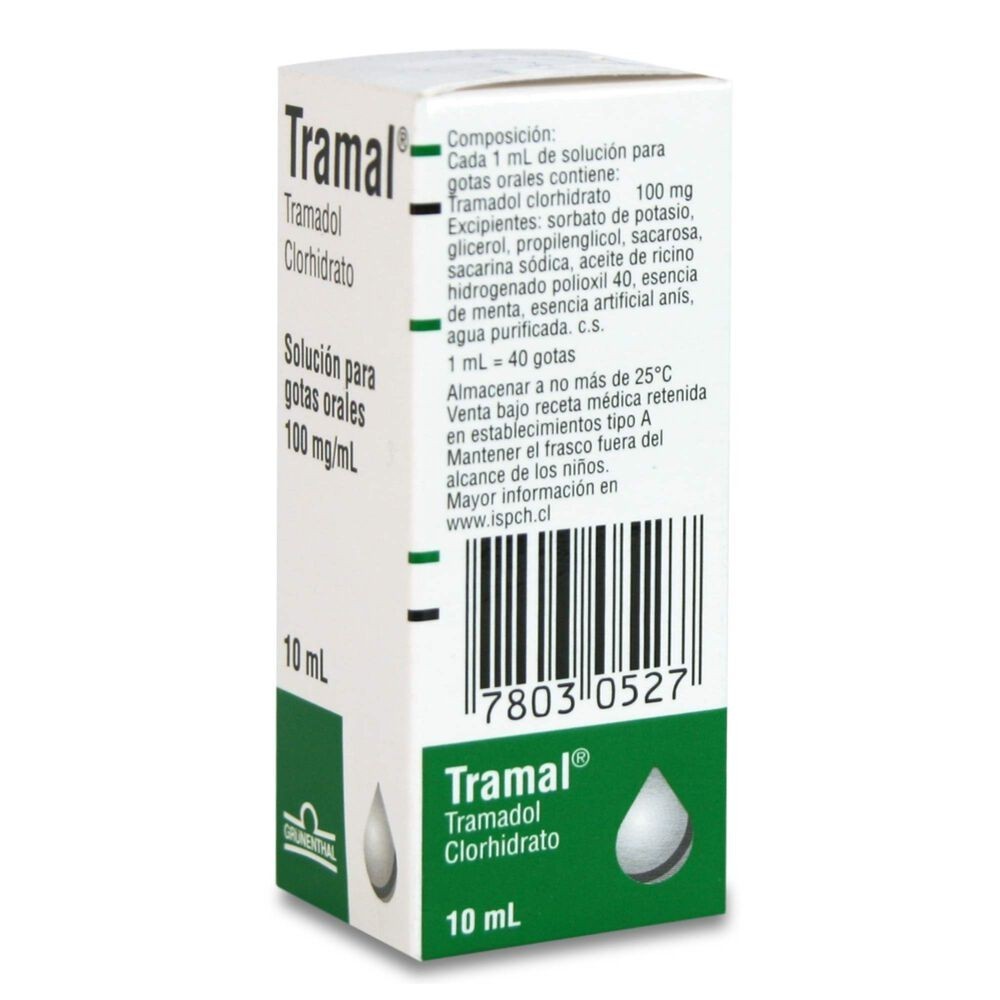 Tramal®
Tramadol
Clorhidrato
Solución para
gotas orales
100 mg/mL
10 mL
GRUNENTHAL
Composición:
Cada 1 mL de solución para
gotas orales contiene:
Tramadol clorhidrato 100 mg
Excipientes: sorbato de potasio,
glicerol, propilenglicol, sacarosa,
sacarina sódica, aceite de ricino
hidrogenado polioxil 40, esencia
de menta, esencia artificial anís,
agua purificada. c.s.
1 mL = 40 gotas
Almacenar a no más de 25°C
Venta bajo receta médica retenida
en establecimientos tipo A
Mantener el frasco fuera del
alcance de los niños.
Mayor información en
www.ispch.cl
7803 0527
Tramal®
Tramadol
Clorhidrato
10 mL